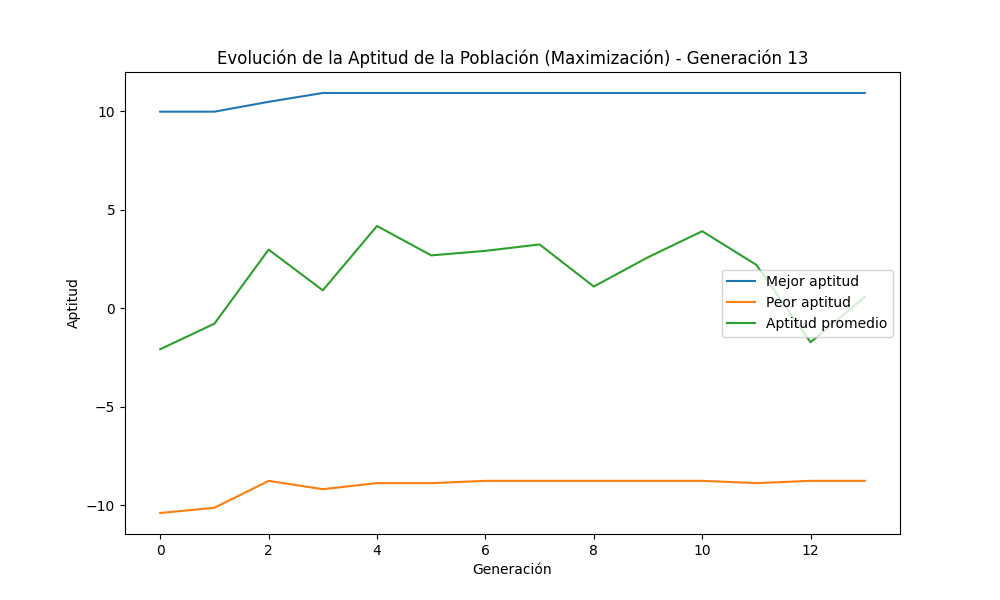 Evolución de la Aptitud de la Población (Maximización) - Generación 13
Aptitud
10
5
0
−5
−10
Mejor aptitud
Peor aptitud
Aptitud promedio
0 2 4 6 8 10 12
Generación